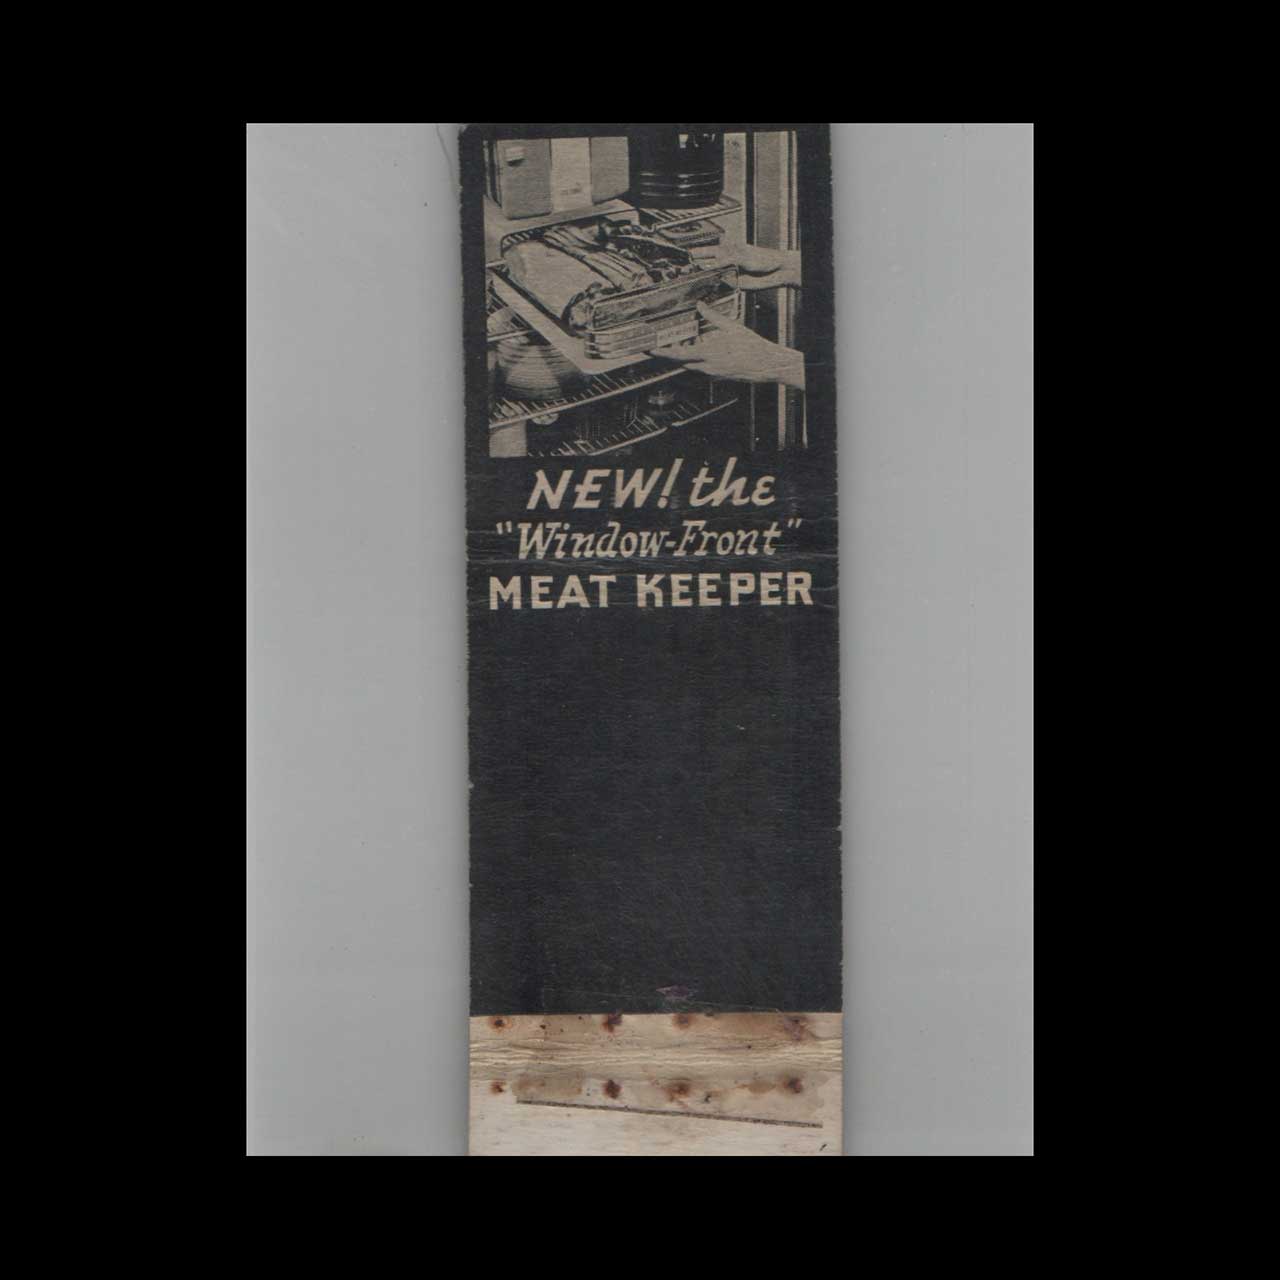 NEW! the
"Window-Front"
MEAT KEEPER